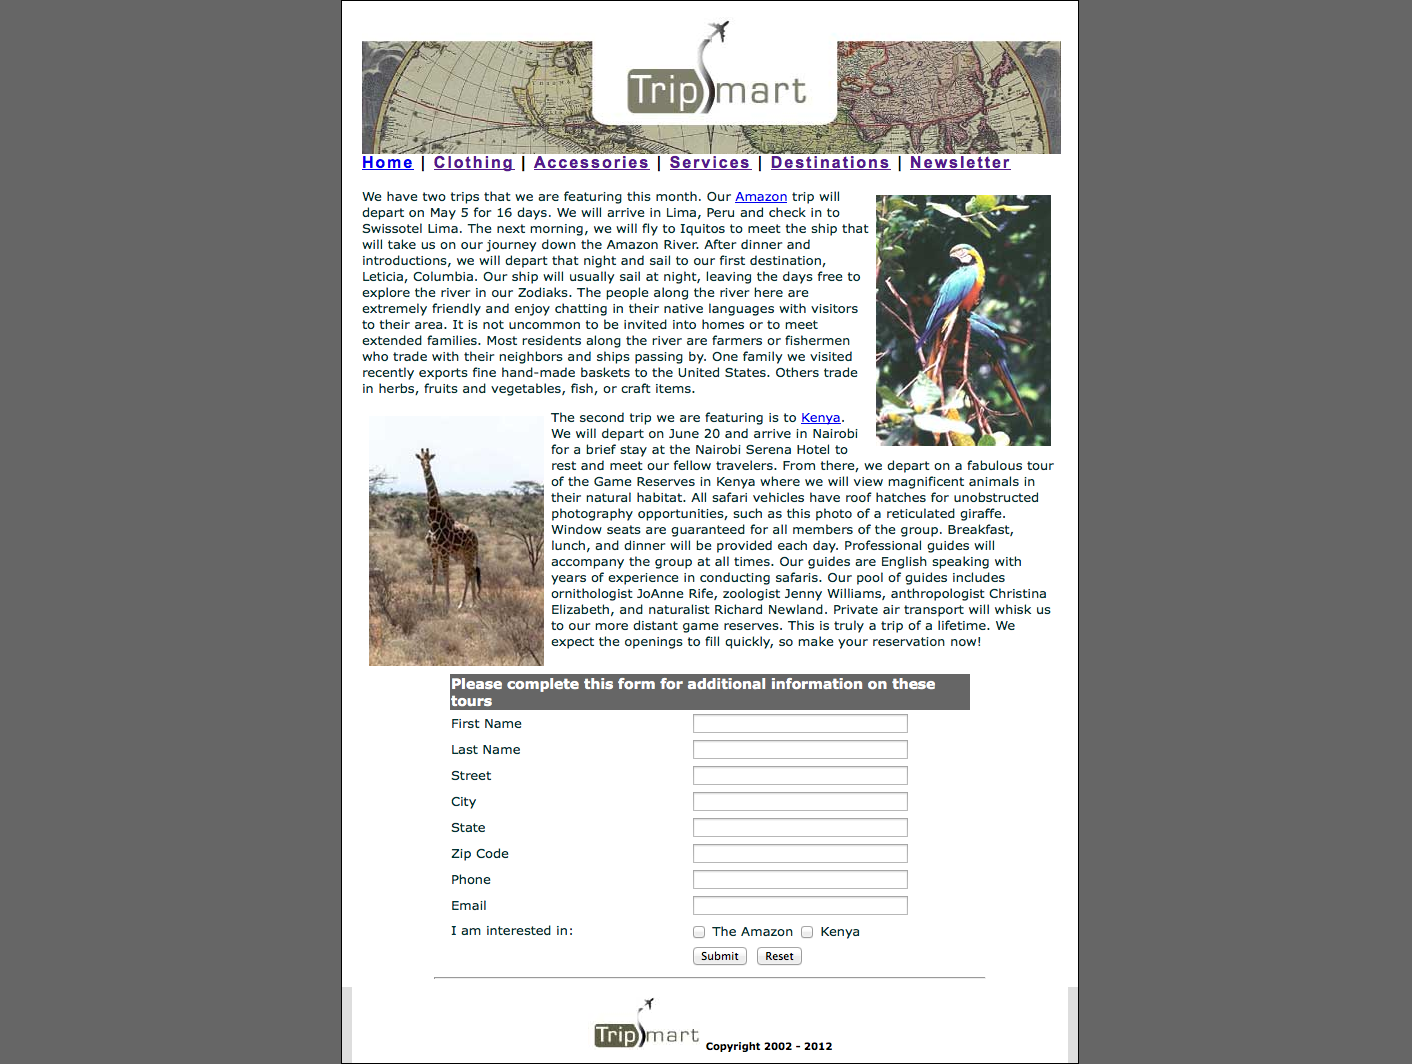 Trip Smart
Home | Clothing | Accessories | Services | Destinations | Newsletter
We have two trips that we are featuring this month. Our Amazon trip will
depart on May 5 for 16 days. We will arrive in Lima, Peru and check in to
Swissotel Lima. The next morning, we will fly to Iquitos to meet the ship that
will take us on our journey down the Amazon River. After dinner and
introductions, we will depart that night and sail to our first destination,
Leticia, Columbia. Our ship will usually sail at night, leaving the days free to
explore the river in our Zodiaks. The people along the river here are
extremely friendly and enjoy chatting in their native languages with visitors
to their area. It is not uncommon to be invited into homes or to meet
extended families. Most residents along the river are farmers or fishermen
who trade with their neighbors and ships passing by. One family we visited
recently exports fine hand-made baskets to the United States. Others trade
in herbs, fruits and vegetables, fish, or craft items.
The second trip we are featuring is to Kenya.
We will depart on June 20 and arrive in Nairobi
for a brief stay at the Nairobi Serena Hotel to
rest and meet our fellow travelers. From there, we depart on a fabulous tour
of the Game Reserves in Kenya where we will view magnificent animals in
their natural habitat. All safari vehicles have roof hatches for unobstructed
photography opportunities, such as this photo of a reticulated giraffe.
Window seats are guaranteed for all members of the group. Breakfast,
lunch, and dinner will be provided each day. Professional guides will
accompany the group at all times. Our guides are English speaking with
years of experience in conducting safaris. Our pool of guides includes
ornithologist JoAnne Rife, zoologist Jenny Williams, anthropologist Christina
Elizabeth, and naturalist Richard Newland. Private air transport will whisk us
to our more distant game reserves. This is truly a trip of a lifetime. We
expect the openings to fill quickly, so make your reservation now!
Please complete this form for additional information on these
tours
First Name
Last Name
Street
City
State
Zip Code
Phone
Email
I am interested in: The Amazon Kenya
Submit Reset
Trip Smart Copyright 2002 - 2012